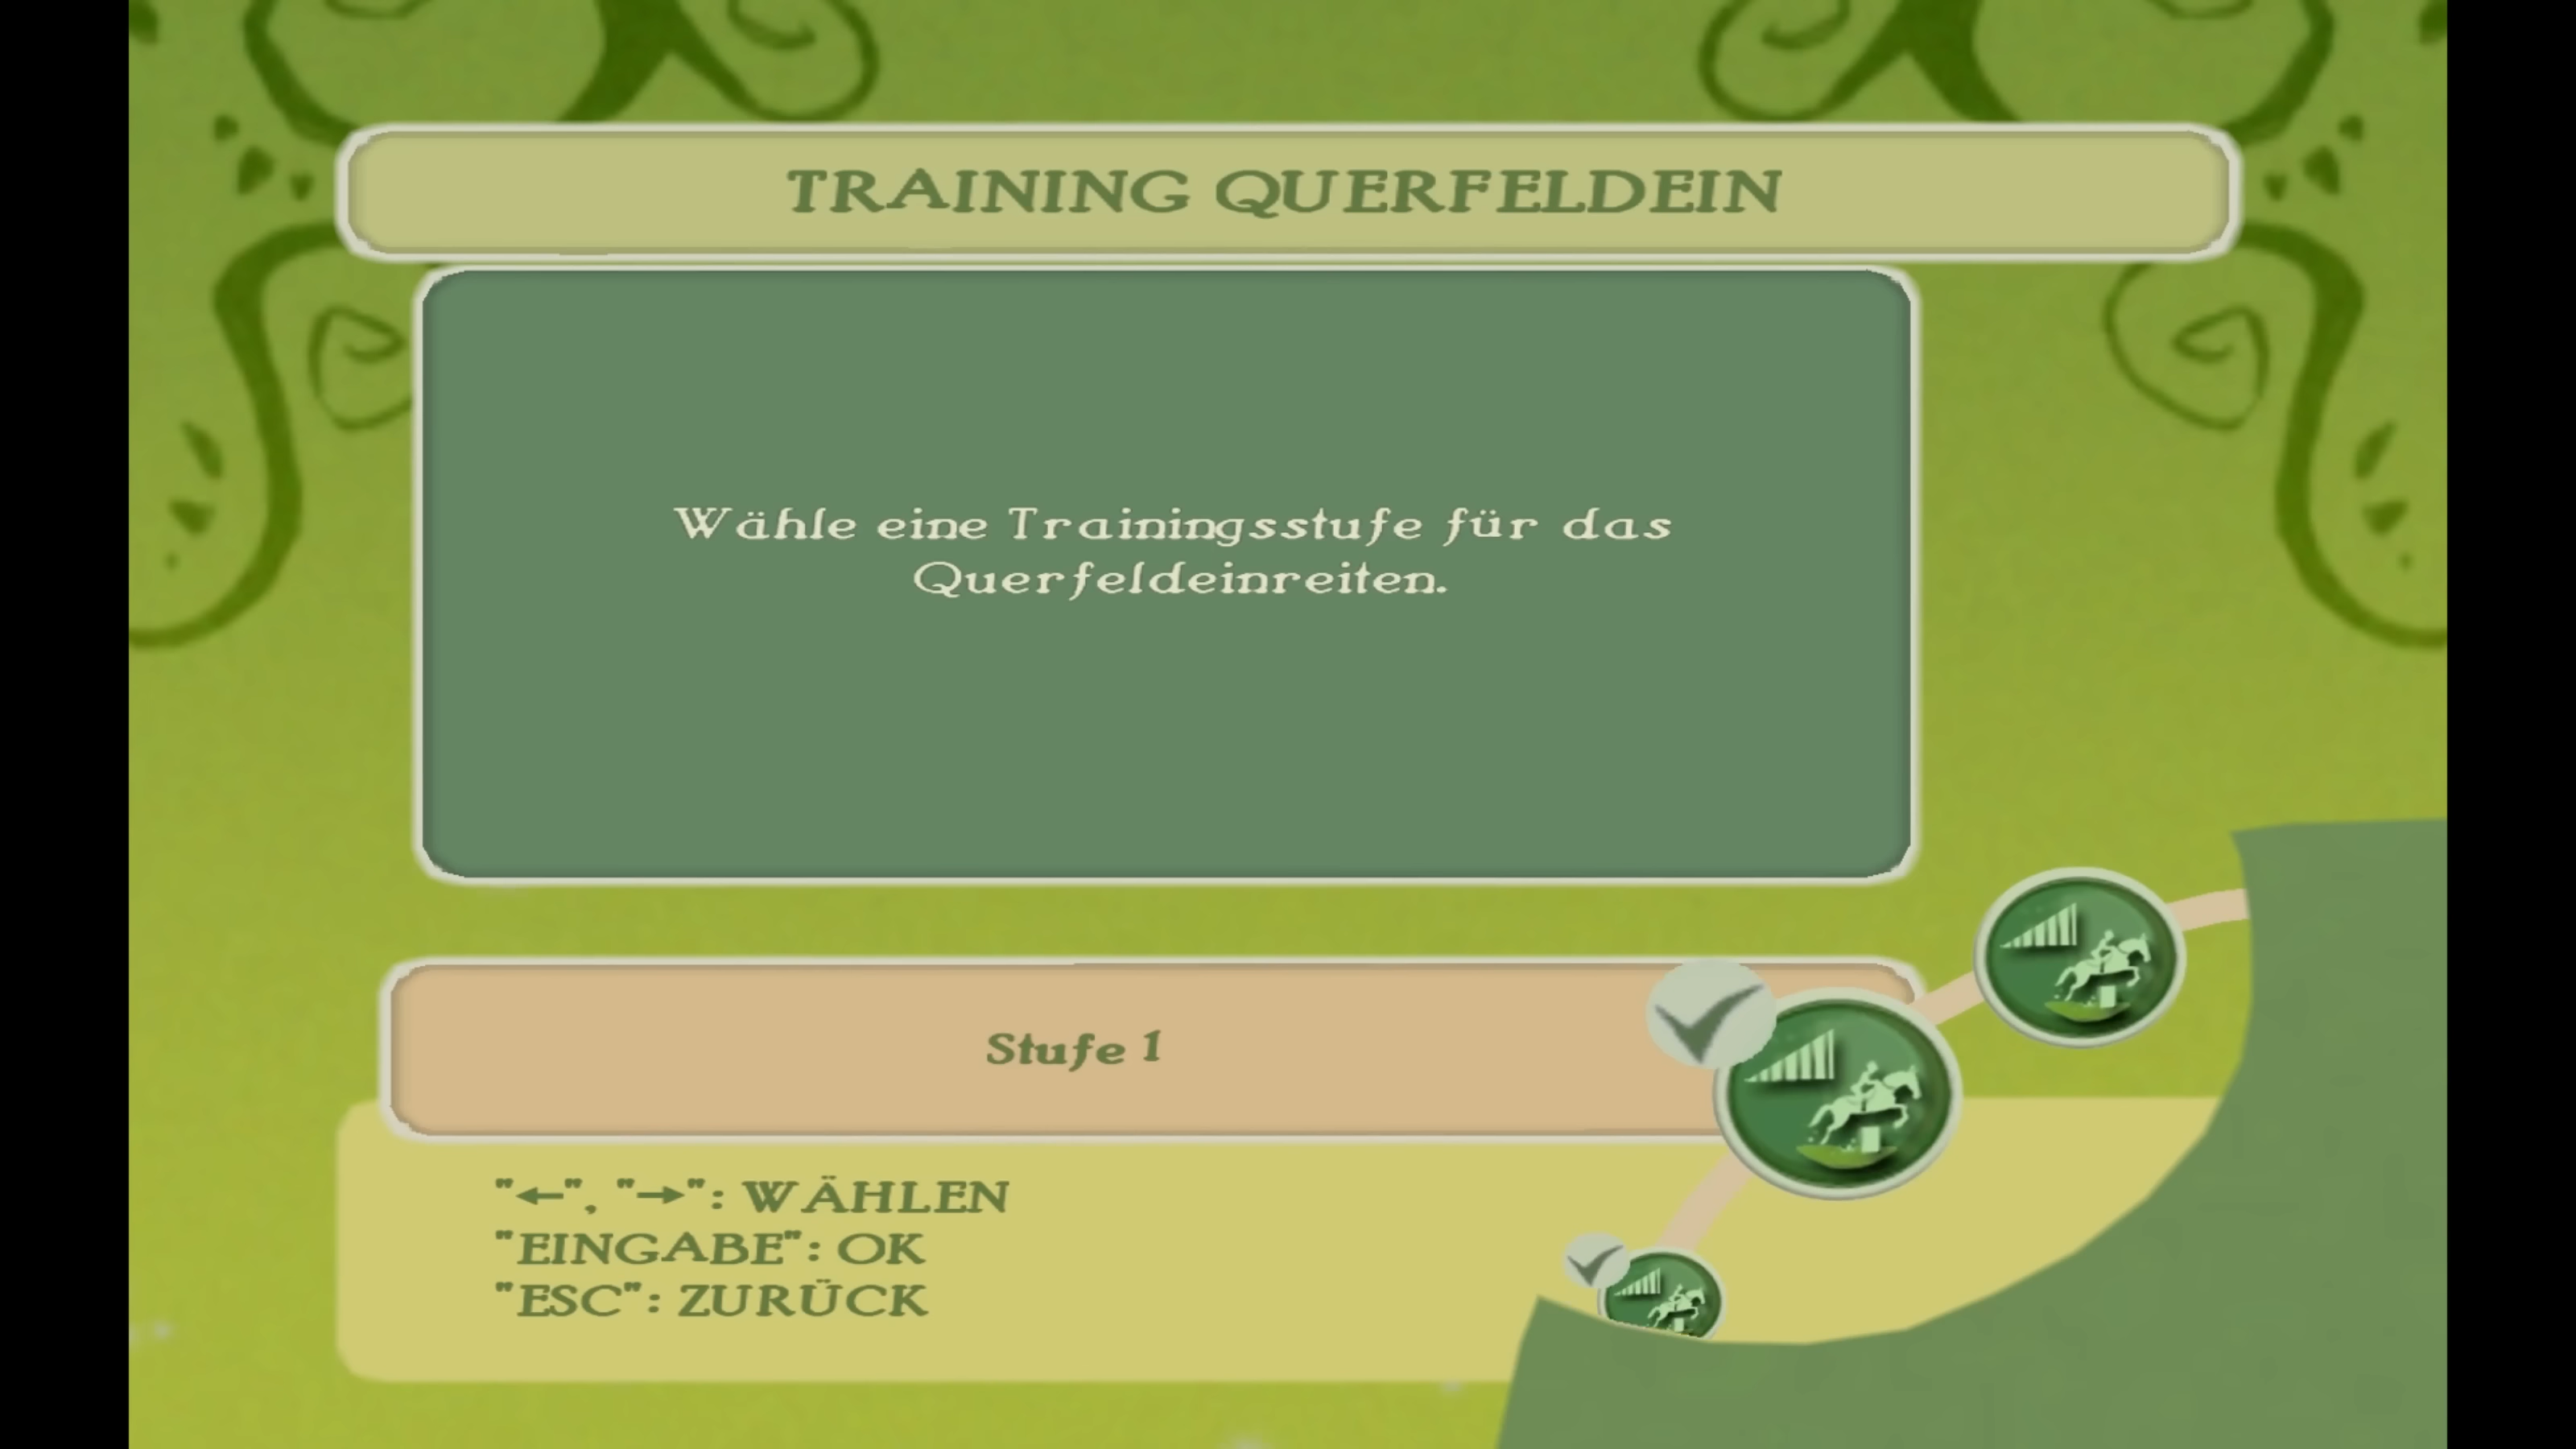 TRAINING QUERFELDEIN
Wähle eine Trainingsstufe für das
Querfeldeinreiten.
Stufe 1
"←", "→": WÄHLEN
"EINGABE": OK
"ESC": ZURÜCK